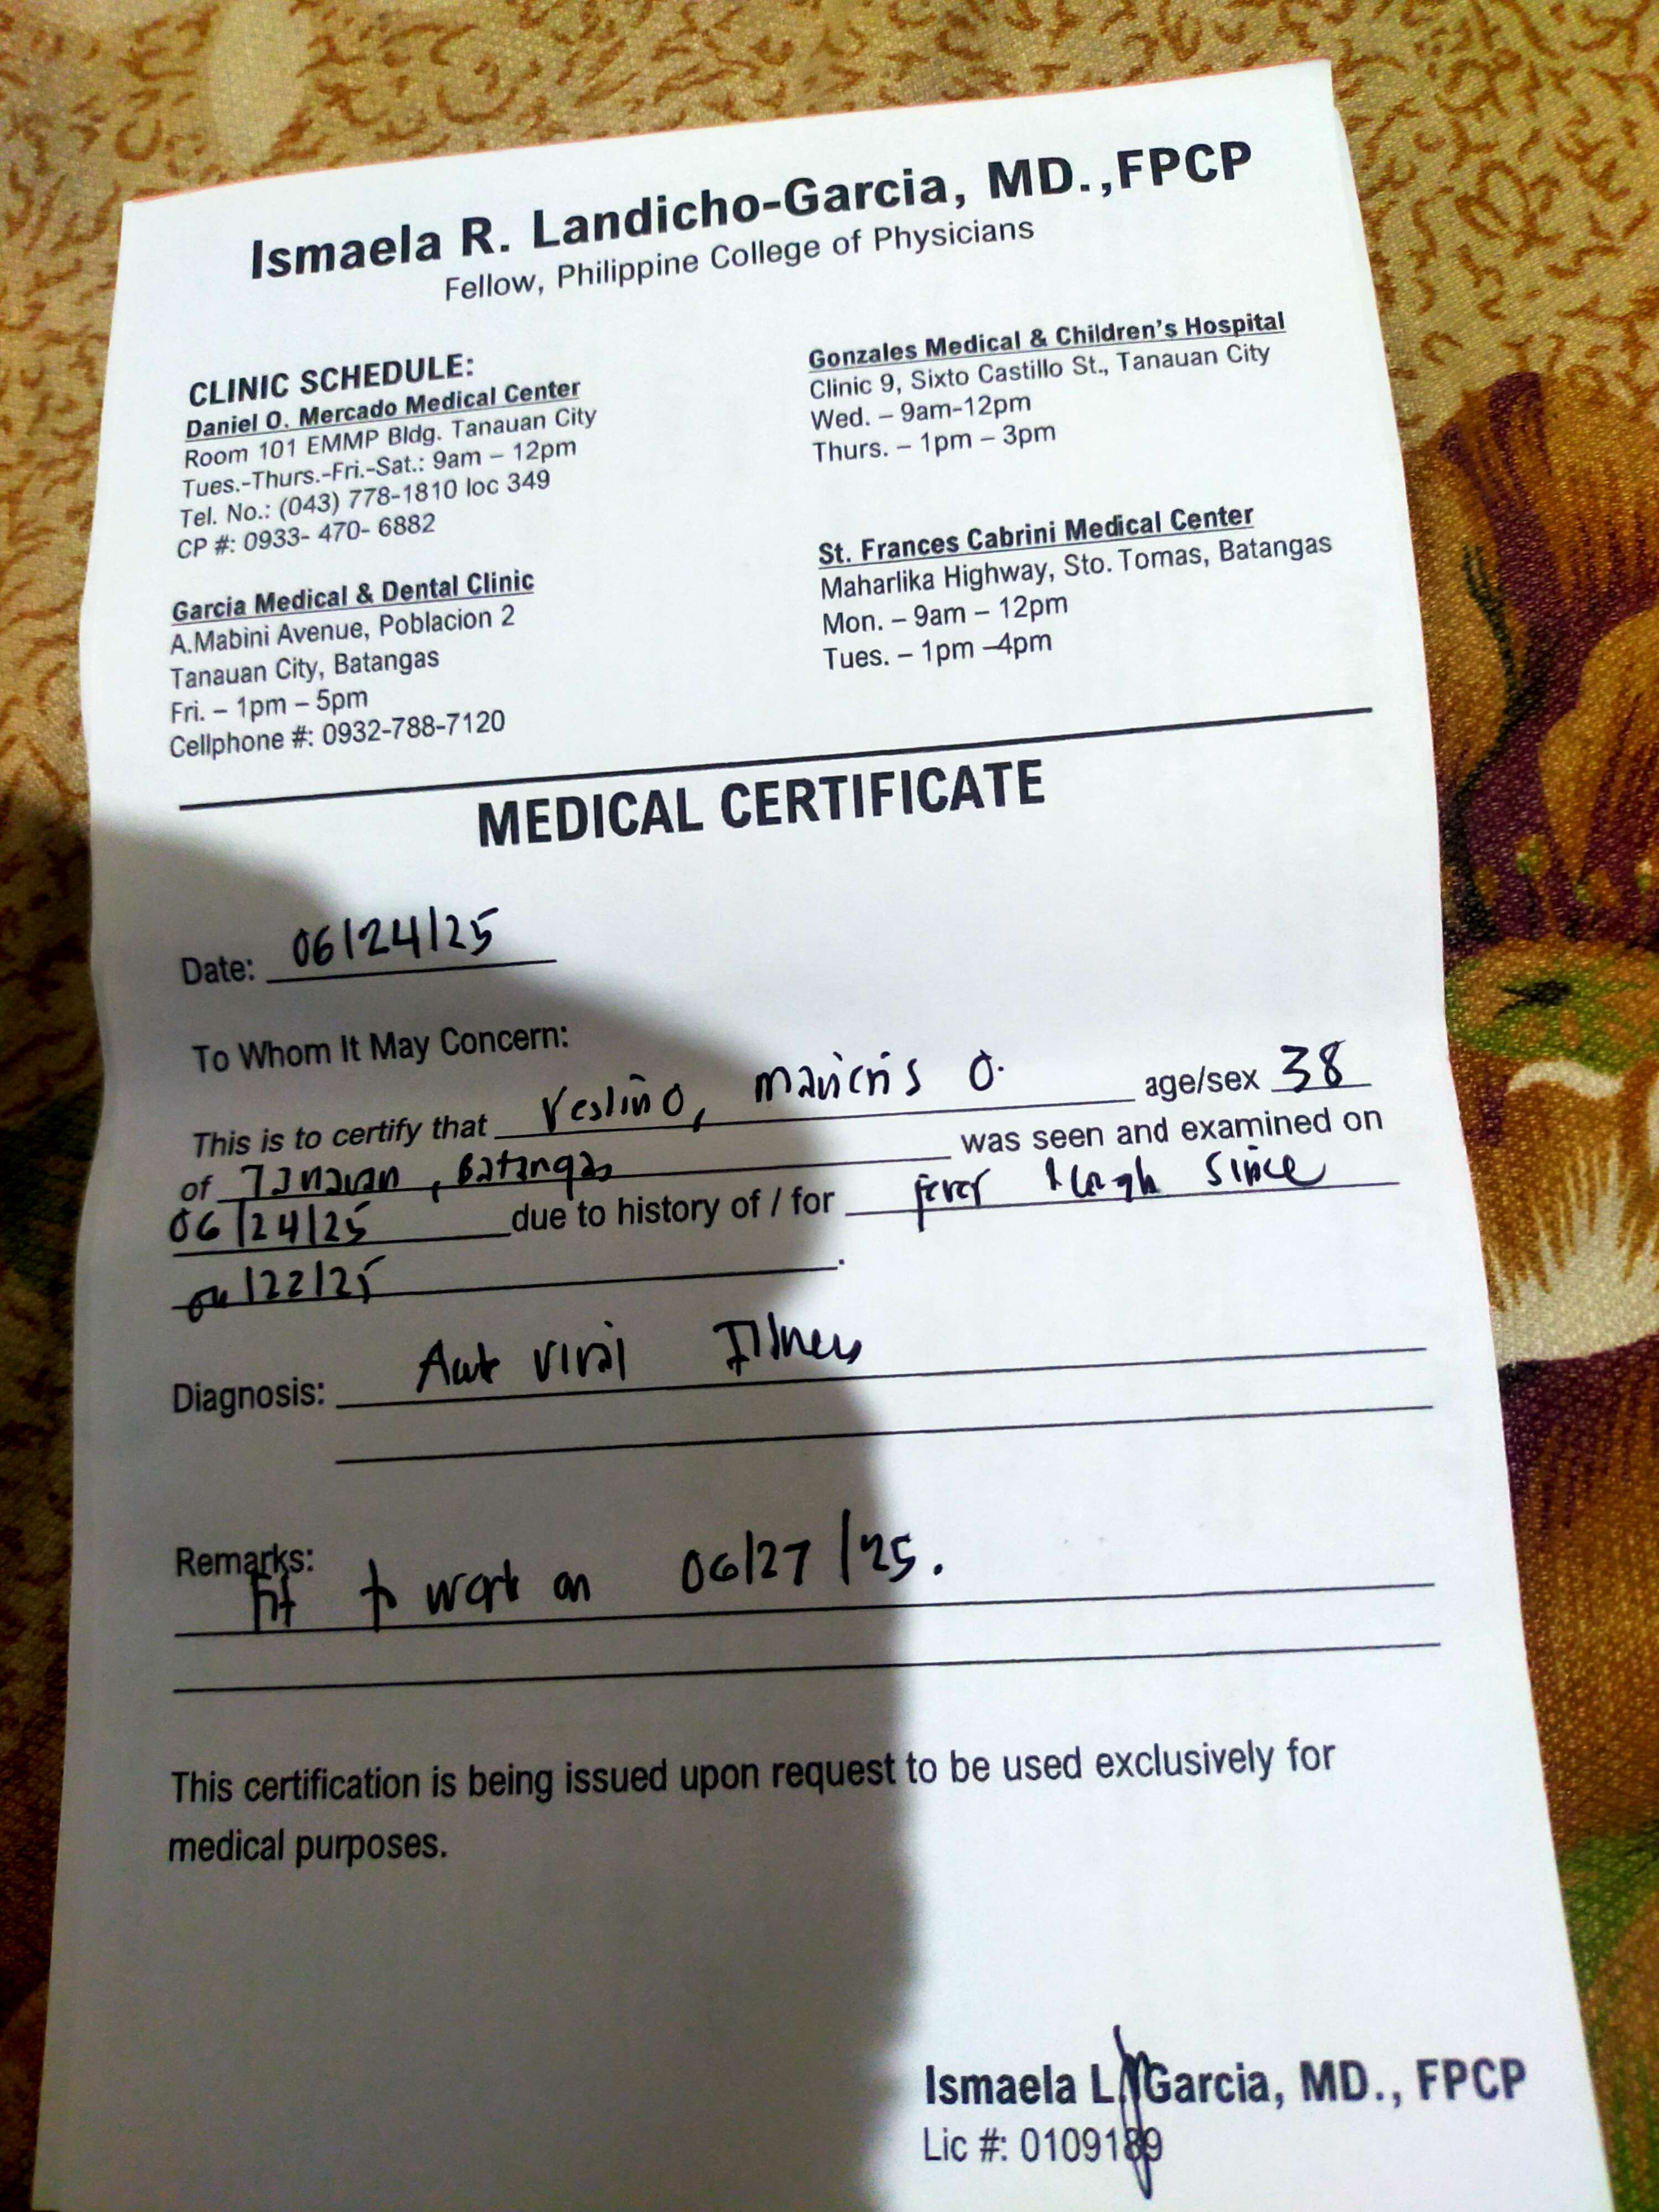 Ismaela R. Landicho-Garcia, MD.,FPCP
Fellow, Philippine College of Physicians
CLINIC SCHEDULE:
Daniel O. Mercado Medical Center
Room 101 EMMP Bldg. Tanauan City
Tues.-Thurs.-Fri.-Sat.: 9am – 12pm
Tel. No.: (043) 778-1810 loc 349
CP #: 0933- 470- 6882
Garcia Medical & Dental Clinic
A.Mabini Avenue, Poblacion 2
Tanauan City, Batangas
Fri. – 1pm – 5pm
Cellphone #: 0932-788-7120
Gonzales Medical & Children's Hospital
Clinic 9, Sixto Castillo St., Tanauan City
Wed. – 9am-12pm
Thurs. – 1pm – 3pm
St. Frances Cabrini Medical Center
Maharlika Highway, Sto. Tomas, Batangas
Mon. – 9am – 12pm
Tues. – 1pm –4pm
MEDICAL CERTIFICATE
Date: 06/24/25
To Whom It May Concern:
This is to certify that Maricris O. age/sex 38
of Tanauan, Batangas was seen and examined on
06/24/25 due to history of / for fever & cough since
/22/25 .
Diagnosis: Acute Viral Illness
Remarks:
Fit to work on 06/27/25.
This certification is being issued upon request to be used exclusively for
medical purposes.
Ismaela L. Garcia, MD., FPCP
Lic #: 0109189